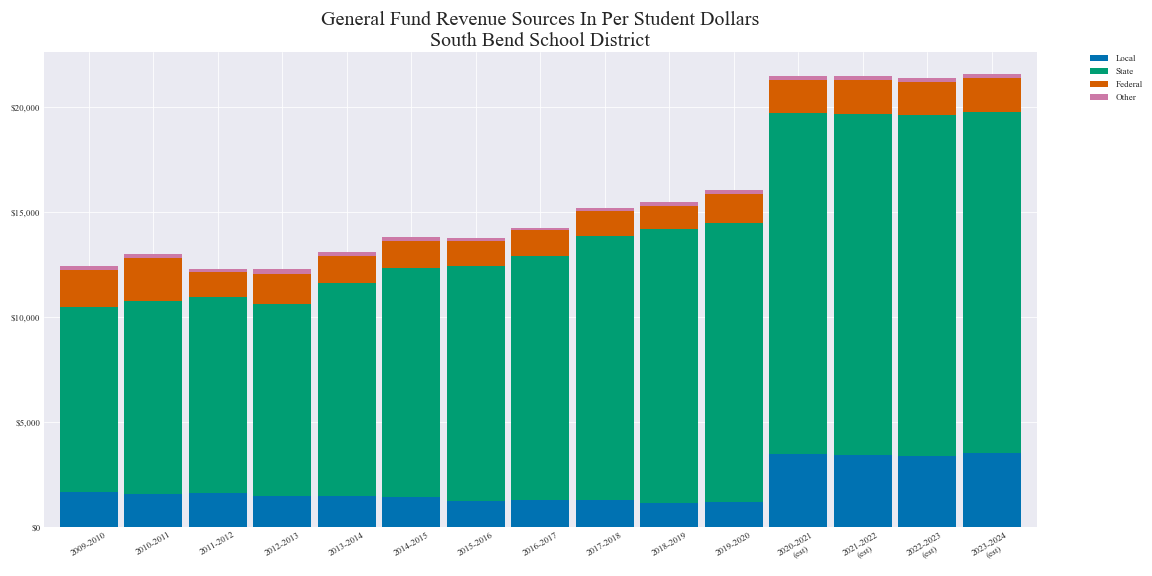 General Fund Revenue Sources In Per Student Dollars
South Bend School District
Local
State
Federal
Other
$20,000
$15,000
$10,000
$5,000
$0
2009-2010
2010-2011
2011-2012
2012-2013
2013-2014
2014-2015
2015-2016
2016-2017
2017-2018
2018-2019
2019-2020
2020-2021
(est)
2021-2022
(est)
2022-2023
(est)
2023-2024
(est)